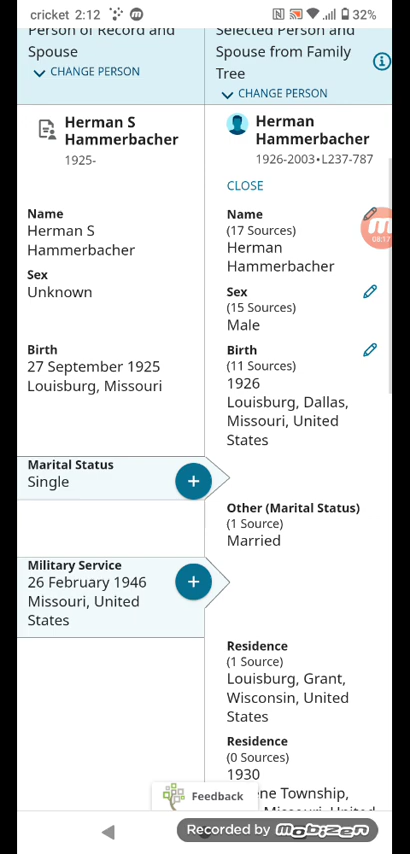 cricket 2:12 32%
Person of Record and
Spouse
CHANGE PERSON
Selected Person and
Spouse from Family
Tree
CHANGE PERSON
Herman S
Hammerbacher
1925-
Herman
Hammerbacher
1926-2003•L237-787
CLOSE
Name
Herman S
Hammerbacher
Name
(17 Sources)
Herman
Hammerbacher
08:17
Sex
Unknown
Sex
(15 Sources)
Male
Birth
27 September 1925
Louisburg, Missouri
Birth
(11 Sources)
1926
Louisburg, Dallas,
Missouri, United
States
Marital Status
Single
Other (Marital Status)
(1 Source)
Married
Military Service
26 February 1946
Missouri, United
States
Residence
(1 Source)
Louisburg, Grant,
Wisconsin, United
States
Residence
(0 Sources)
1930
ne Township,
Feedback
Recorded by mobizen